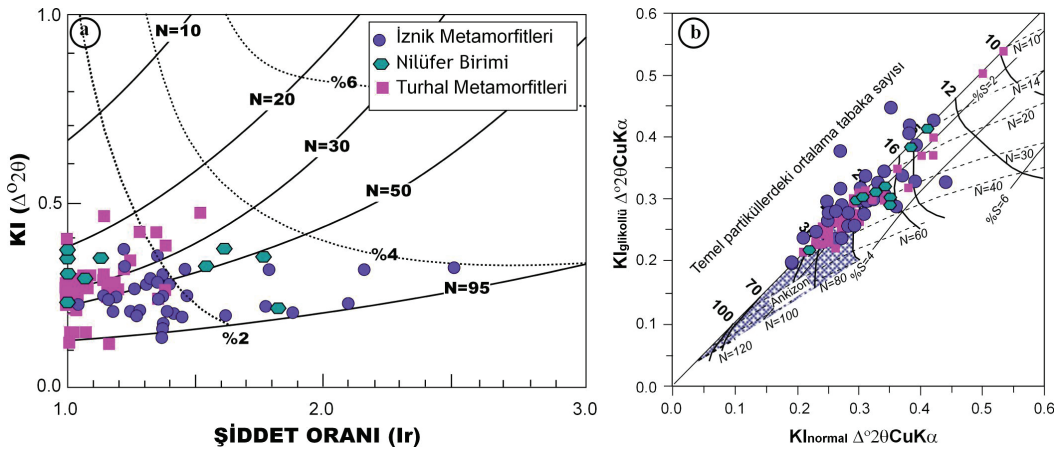 a
1.0
0.5
0.0
KI (Δ°2θ)
N=10
N=20
N=30
N=50
N=95
%6
%4
%2
İznik Metamorfitleri
Nilüfer Birimi
Turhal Metamorfitleri
1.0
2.0
3.0
ŞİDDET ORANI (Ir)
b
0.6
0.5
0.4
0.3
0.2
0.1
0.0
KIglikollü Δ°2θCuKα
Temel partiküllerdeki ortalama tabaka sayısı
10
12
16
70
100
N=10
N=14
N=20
N=30
N=40
N=60
N=80
N=100
N=120
%S=2
%S=4
%S=6
Ankizon
0.0
0.1
0.2
0.3
0.4
0.5
0.6
KInormal Δ°2θCuKα